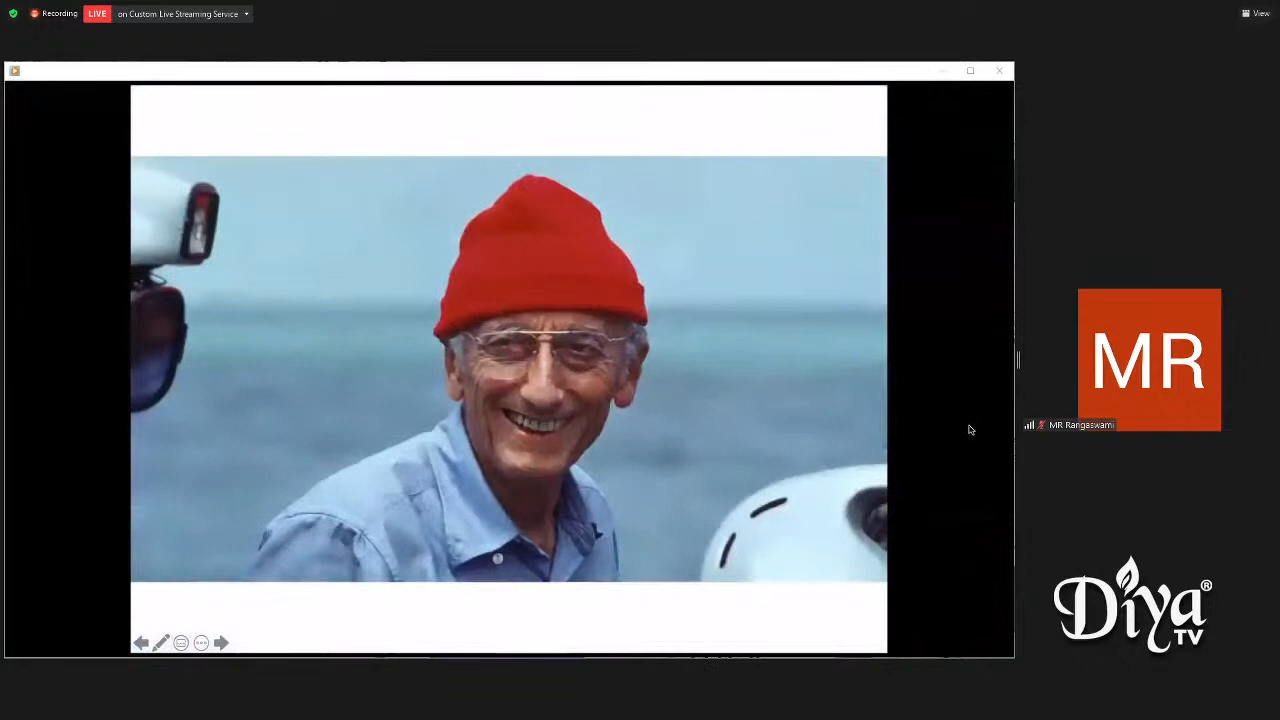 Recording
LIVE
on Custom Live Streaming Service
View
MR
MR Rangaswami
Diya®
TV